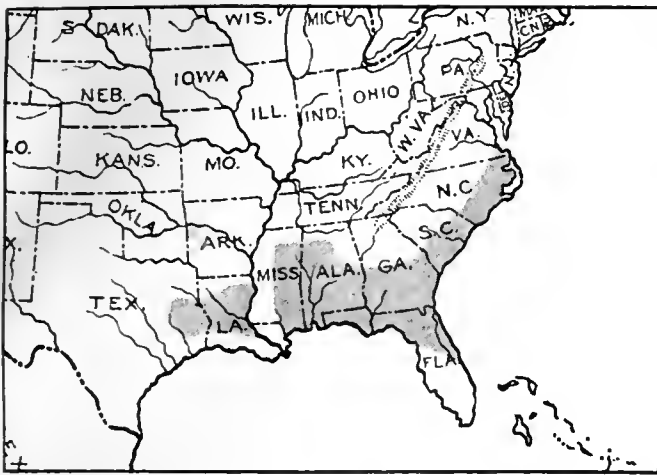 WIS.
MICH.
N.Y.
S. DAK.
CN.
IOWA
PA.
NEB.
OHIO
ILL.
IND.
W. VA.
VA.
KANS.
MO.
KY.
N.C.
TENN.
OKLA.
S.C.
ARK.
MISS.
ALA.
GA.
TEX.
LA.
FLA.